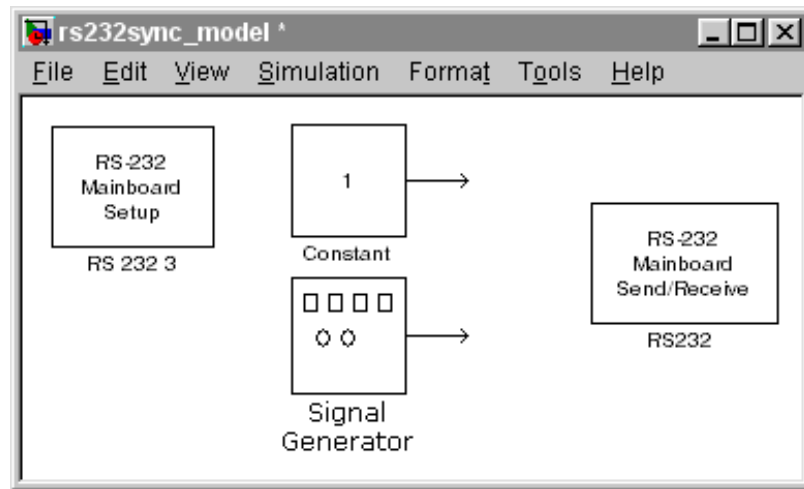 rs232sync_model *
File Edit View Simulation Format Tools Help
RS-232
Mainboard
Setup
RS 232 3
1
Constant
Signal
Generator
RS-232
Mainboard
Send/Receive
RS232